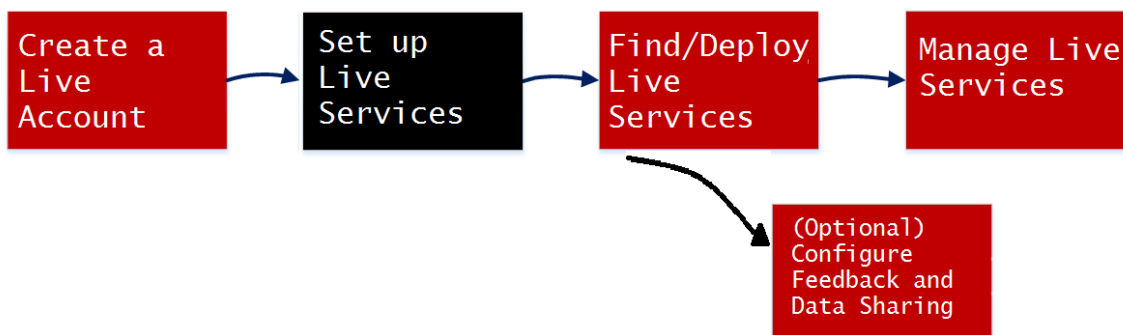 Create a
Live
Account
Set up
Live
Services
Find/Deploy
Live
Services
Manage Live
Services
(Optional)
Configure
Feedback and
Data Sharing